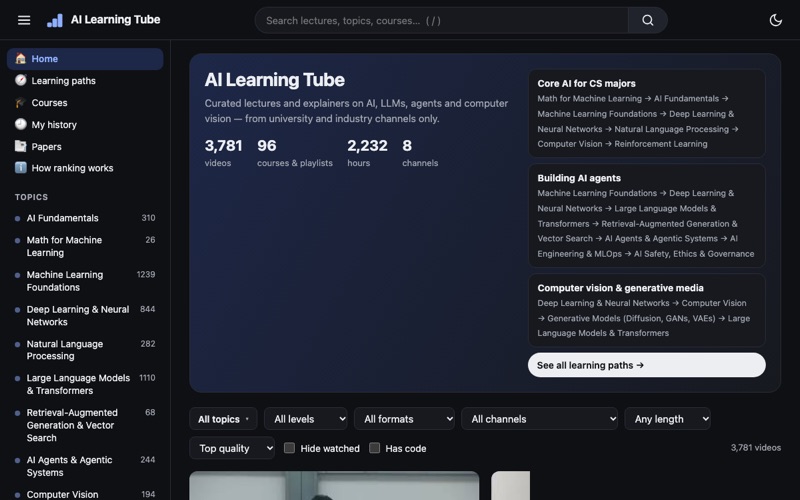 AI Learning Tube
Search lectures, topics, courses... ( / )
Home
Learning paths
Courses
My history
Papers
How ranking works
TOPICS
AI Fundamentals 310
Math for Machine 26
Learning
Machine Learning 1239
Foundations
Deep Learning & Neural 844
Networks
Natural Language 282
Processing
Large Language Models 1110
& Transformers
Retrieval-Augmented 68
Generation & Vector
Search
AI Agents & Agentic 244
Systems
Computer Vision 194
AI Learning Tube
Curated lectures and explainers on AI, LLMs, agents and computer
vision — from university and industry channels only.
3,781 96 2,232 8
videos courses & playlists hours channels
Core AI for CS majors
Math for Machine Learning → AI Fundamentals →
Machine Learning Foundations → Deep Learning &
Neural Networks → Natural Language Processing →
Computer Vision → Reinforcement Learning
Building AI agents
Machine Learning Foundations → Deep Learning &
Neural Networks → Large Language Models &
Transformers → Retrieval-Augmented Generation &
Vector Search → AI Agents & Agentic Systems → AI
Engineering & MLOps → AI Safety, Ethics & Governance
Computer vision & generative media
Deep Learning & Neural Networks → Computer Vision
→ Generative Models (Diffusion, GANs, VAEs) → Large
Language Models & Transformers
See all learning paths →
All topics All levels All formats All channels Any length
Top quality Hide watched Has code 3,781 videos